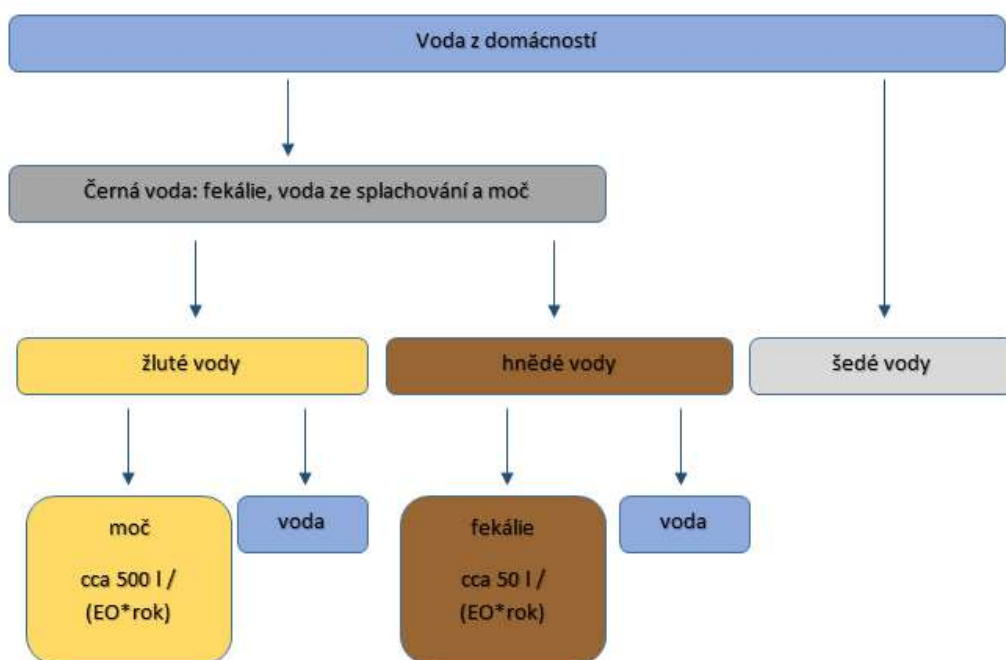 Voda z domácností
Černá voda: fekálie, voda ze splachování a moč
žluté vody
hnědé vody
šedé vody
moč
cca 500 l /
(EO*rok)
voda
fekálie
cca 50 l /
(EO*rok)
voda